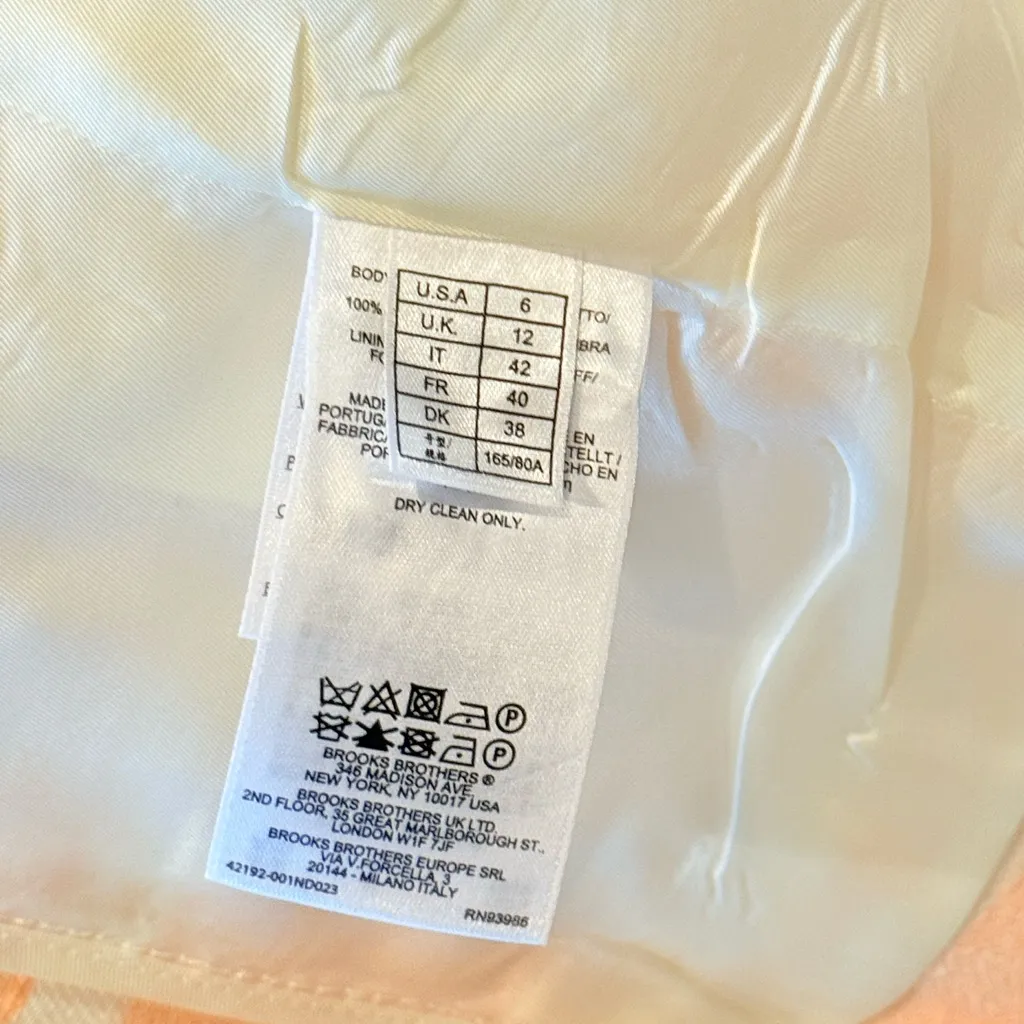 U.S.A 6
U.K. 12
IT 42
FR 40
DK 38
号型/
规格 165/80A
BODY
100%
LININ
FO
MADE
PORTUGA
FABBRICA
POR
TTO/
BRA
FF/
EN
TELLT /
CHO EN
DRY CLEAN ONLY.
P
P
BROOKS BROTHERS ®
346 MADISON AVE
NEW YORK, NY 10017 USA
BROOKS BROTHERS UK LTD.
2ND FLOOR, 35 GREAT MARLBOROUGH ST.,
LONDON W1F 7JF
BROOKS BROTHERS EUROPE SRL
VIA V.FORCELLA, 3
20144 - MILANO ITALY
42192-001ND023
RN93986